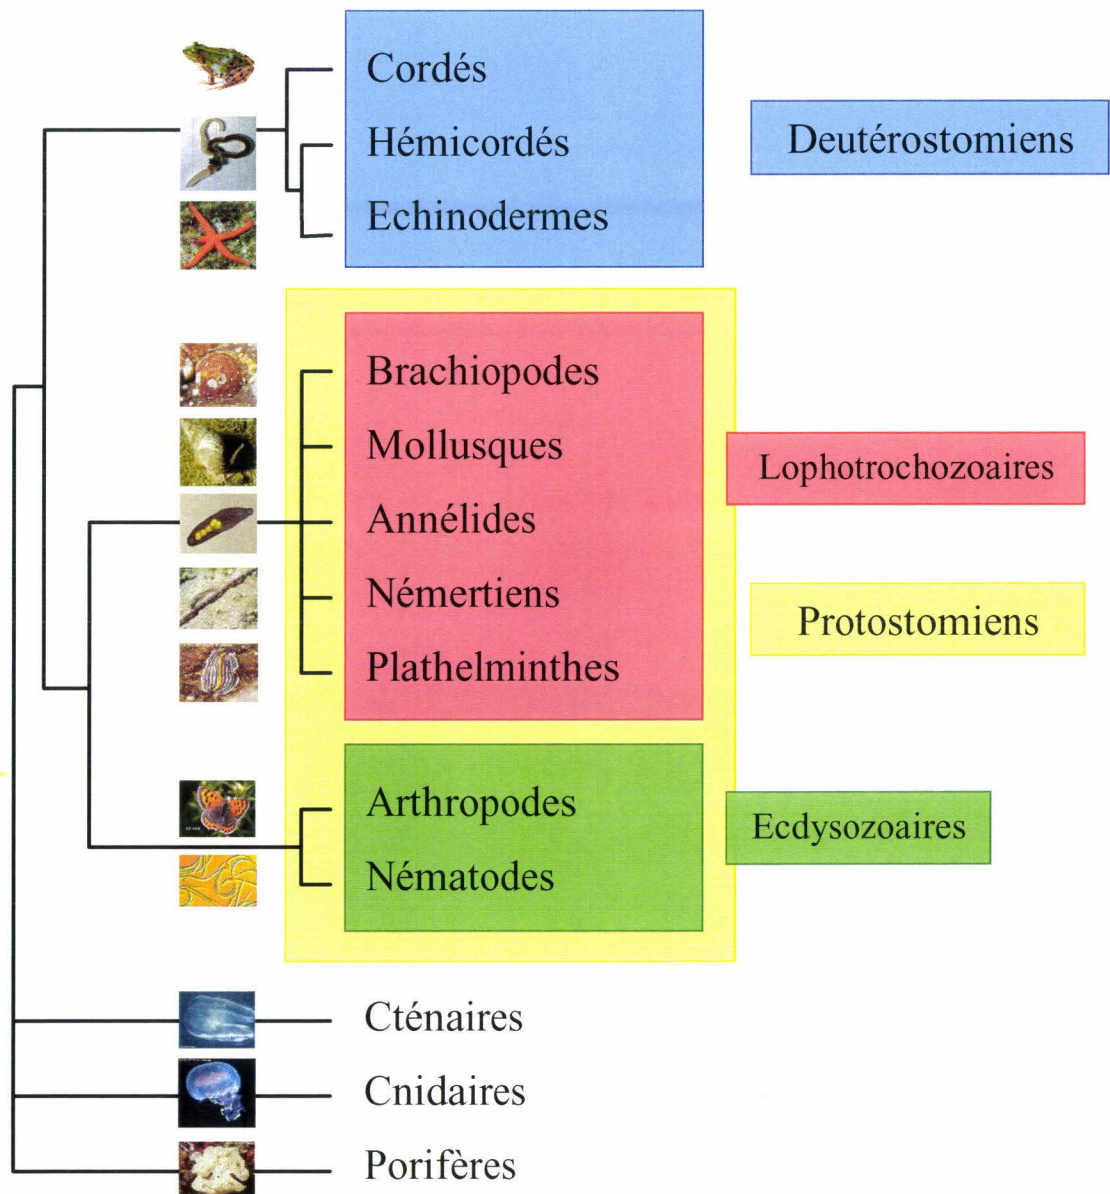 Cordés
Hémicordés
Echinodermes
Deutérostomiens
Brachiopodes
Mollusques
Annélides
Némertiens
Plathelminthes
Lophotrochozoaires
Protostomiens
Arthropodes
Nématodes
Ecdysozoaires
Cténaires
Cnidaires
Porifères